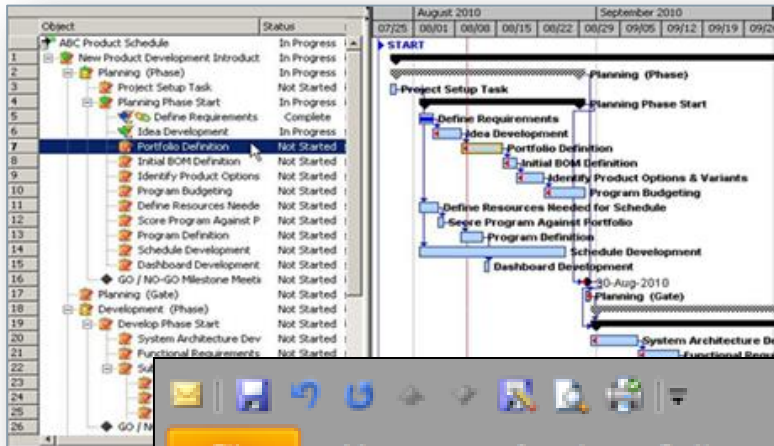 Object Status
August 2010 September 2010
07/25 08/01 08/08 08/15 08/22 08/29 09/05 09/12 09/19 09/2
ABC Product Schedule In Progress
START
1 New Product Development Introduct In Progress
2 Planning (Phase) In Progress
Planning (Phase)
3 Project Setup Task Not Started
Project Setup Task
4 Planning Phase Start In Progress
Planning Phase Start
5 Define Requirements Complete
Define Requirements
6 Idea Development In Progress
Idea Development
7 Portfolio Definition Not Started
Portfolio Definition
8 Initial BOM Definition Not Started
Initial BOM Definition
9 Identify Product Options Not Started
Identify Product Options & Variants
10 Program Budgeting Not Started
Program Budgeting
11 Define Resources Neede Not Started
Define Resources Needed for Schedule
12 Score Program Against P Not Started
Score Program Against Portfolio
13 Program Definition Not Started
Program Definition
14 Schedule Development Not Started
Schedule Development
15 Dashboard Development Not Started
Dashboard Development
16 GO / NO-GO Milestone Meeti Not Started
30-Aug-2010
17 Planning (Gate) Not Started
Planning (Gate)
18 Development (Phase) Not Started
19 Develop Phase Start Not Started
20 System Architecture Dev Not Started
System Architecture De
21 Functional Requirements Not Started
Functional Requ
22 Su
23
24
25
26 GO / N